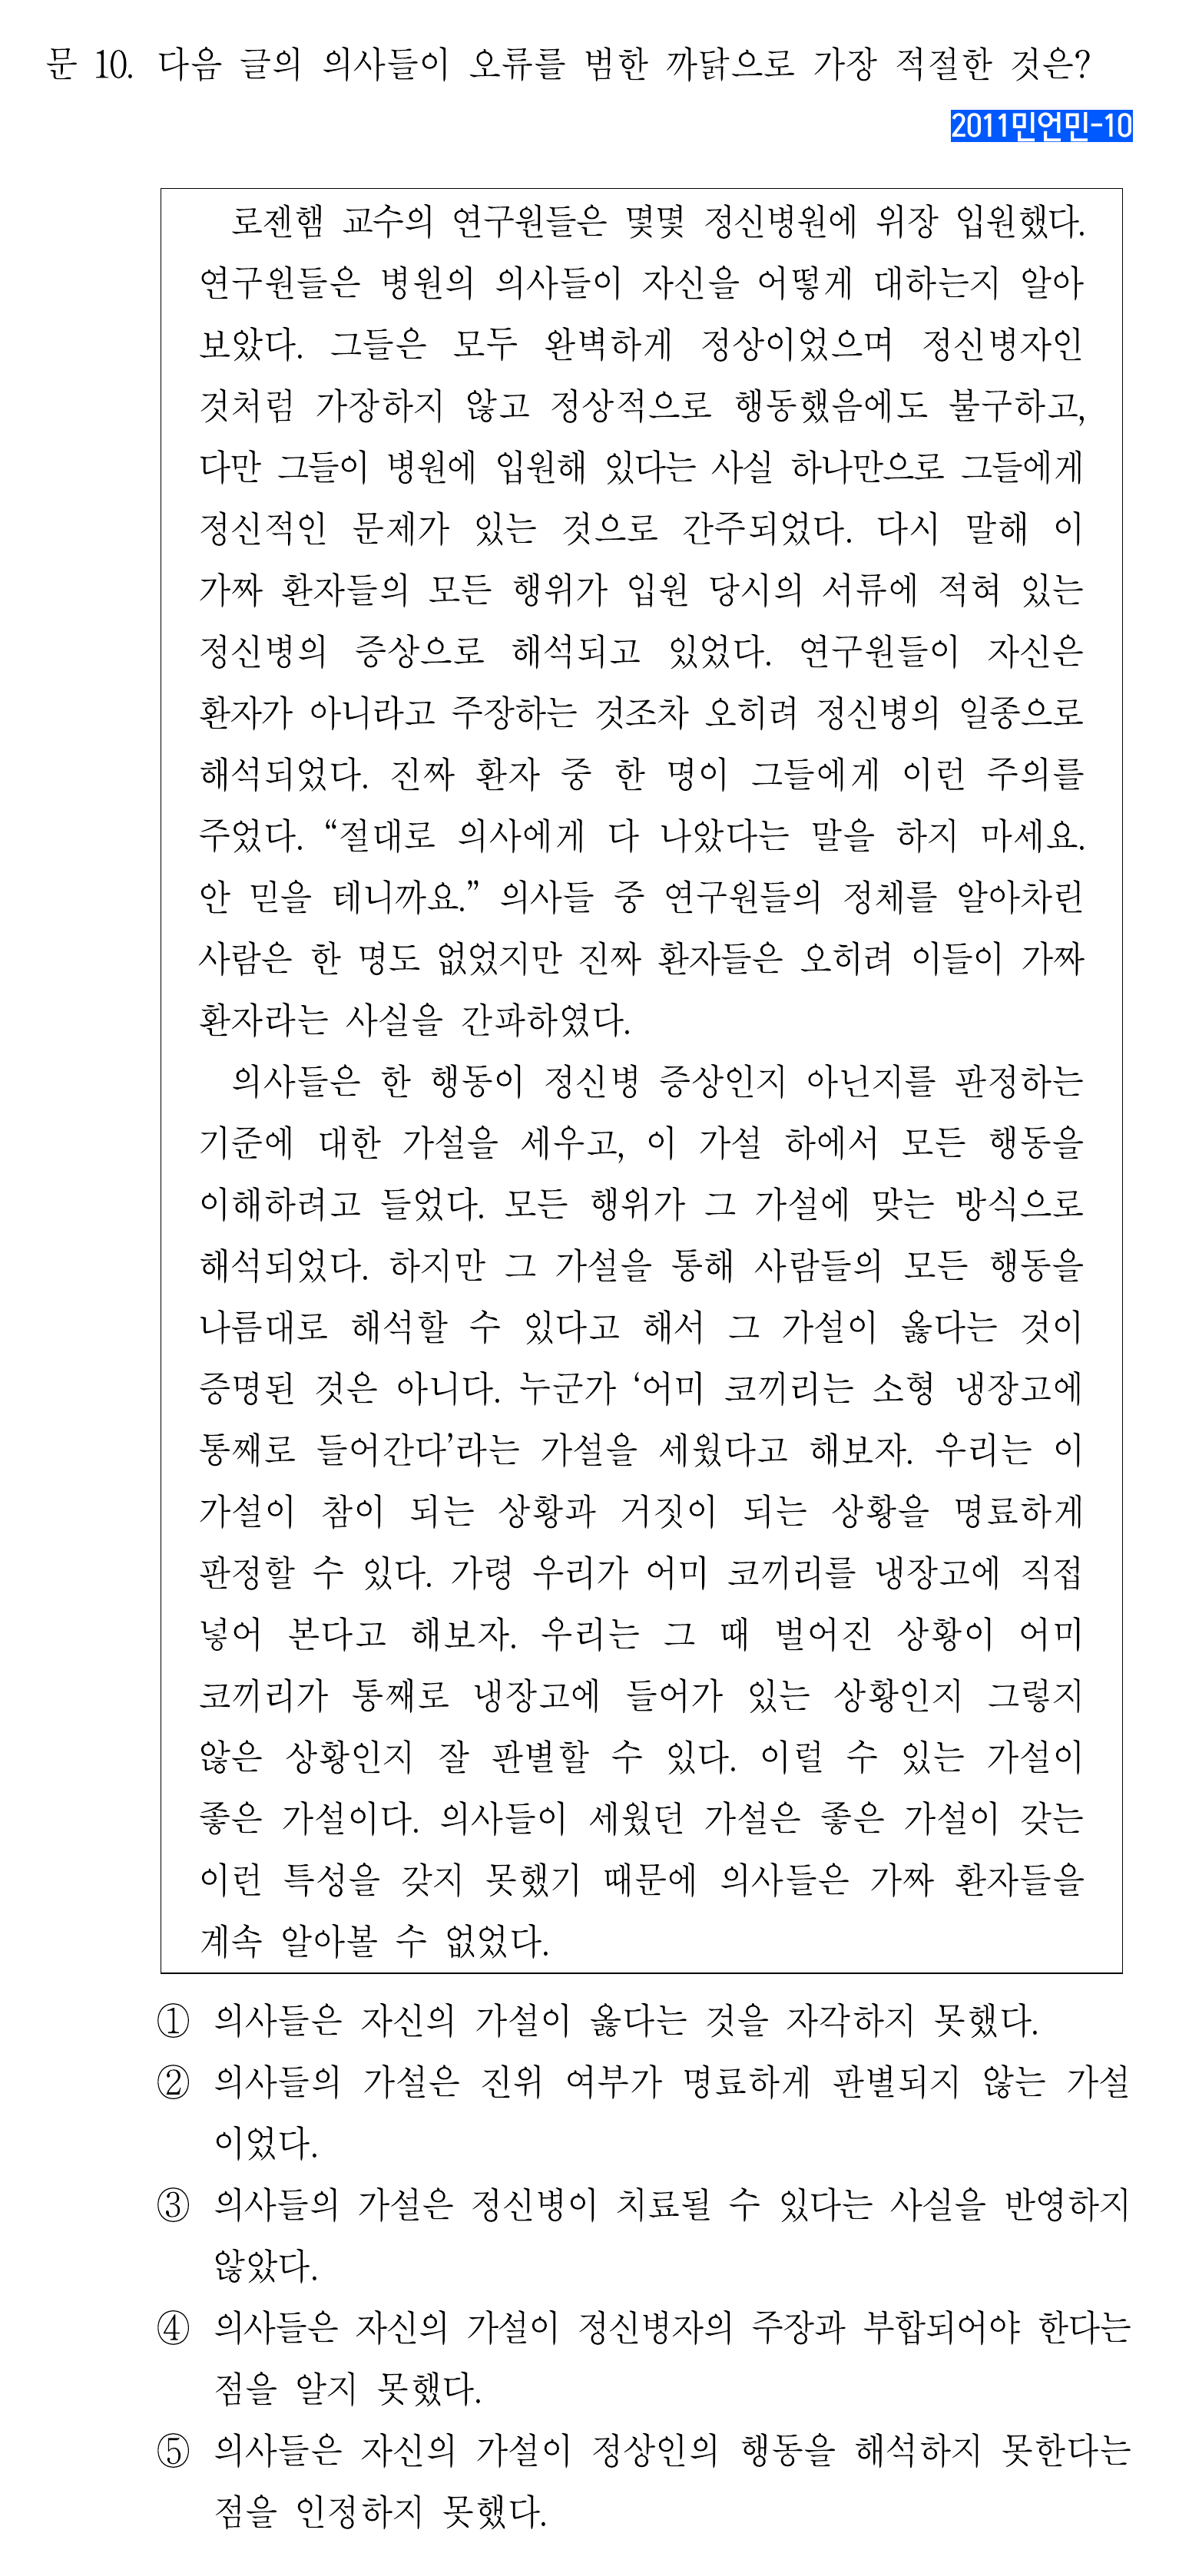 문 10. 다음 글의 의사들이 오류를 범한 까닭으로 가장 적절한 것은?
2011민언민-10
로젠햄 교수의 연구원들은 몇몇 정신병원에 위장 입원했다.
연구원들은 병원의 의사들이 자신을 어떻게 대하는지 알아
보았다. 그들은 모두 완벽하게 정상이었으며 정신병자인
것처럼 가장하지 않고 정상적으로 행동했음에도 불구하고,
다만 그들이 병원에 입원해 있다는 사실 하나만으로 그들에게
정신적인 문제가 있는 것으로 간주되었다. 다시 말해 이
가짜 환자들의 모든 행위가 입원 당시의 서류에 적혀 있는
정신병의 증상으로 해석되고 있었다. 연구원들이 자신은
환자가 아니라고 주장하는 것조차 오히려 정신병의 일종으로
해석되었다. 진짜 환자 중 한 명이 그들에게 이런 주의를
주었다. “절대로 의사에게 다 나았다는 말을 하지 마세요.
안 믿을 테니까요.” 의사들 중 연구원들의 정체를 알아차린
사람은 한 명도 없었지만 진짜 환자들은 오히려 이들이 가짜
환자라는 사실을 간파하였다.
의사들은 한 행동이 정신병 증상인지 아닌지를 판정하는
기준에 대한 가설을 세우고, 이 가설 하에서 모든 행동을
이해하려고 들었다. 모든 행위가 그 가설에 맞는 방식으로
해석되었다. 하지만 그 가설을 통해 사람들의 모든 행동을
나름대로 해석할 수 있다고 해서 그 가설이 옳다는 것이
증명된 것은 아니다. 누군가 ‘어미 코끼리는 소형 냉장고에
통째로 들어간다’라는 가설을 세웠다고 해보자. 우리는 이
가설이 참이 되는 상황과 거짓이 되는 상황을 명료하게
판정할 수 있다. 가령 우리가 어미 코끼리를 냉장고에 직접
넣어 본다고 해보자. 우리는 그 때 벌어진 상황이 어미
코끼리가 통째로 냉장고에 들어가 있는 상황인지 그렇지
않은 상황인지 잘 판별할 수 있다. 이럴 수 있는 가설이
좋은 가설이다. 의사들이 세웠던 가설은 좋은 가설이 갖는
이런 특성을 갖지 못했기 때문에 의사들은 가짜 환자들을
계속 알아볼 수 없었다.
① 의사들은 자신의 가설이 옳다는 것을 자각하지 못했다.
② 의사들의 가설은 진위 여부가 명료하게 판별되지 않는 가설
이었다.
③ 의사들의 가설은 정신병이 치료될 수 있다는 사실을 반영하지
않았다.
④ 의사들은 자신의 가설이 정신병자의 주장과 부합되어야 한다는
점을 알지 못했다.
⑤ 의사들은 자신의 가설이 정상인의 행동을 해석하지 못한다는
점을 인정하지 못했다.